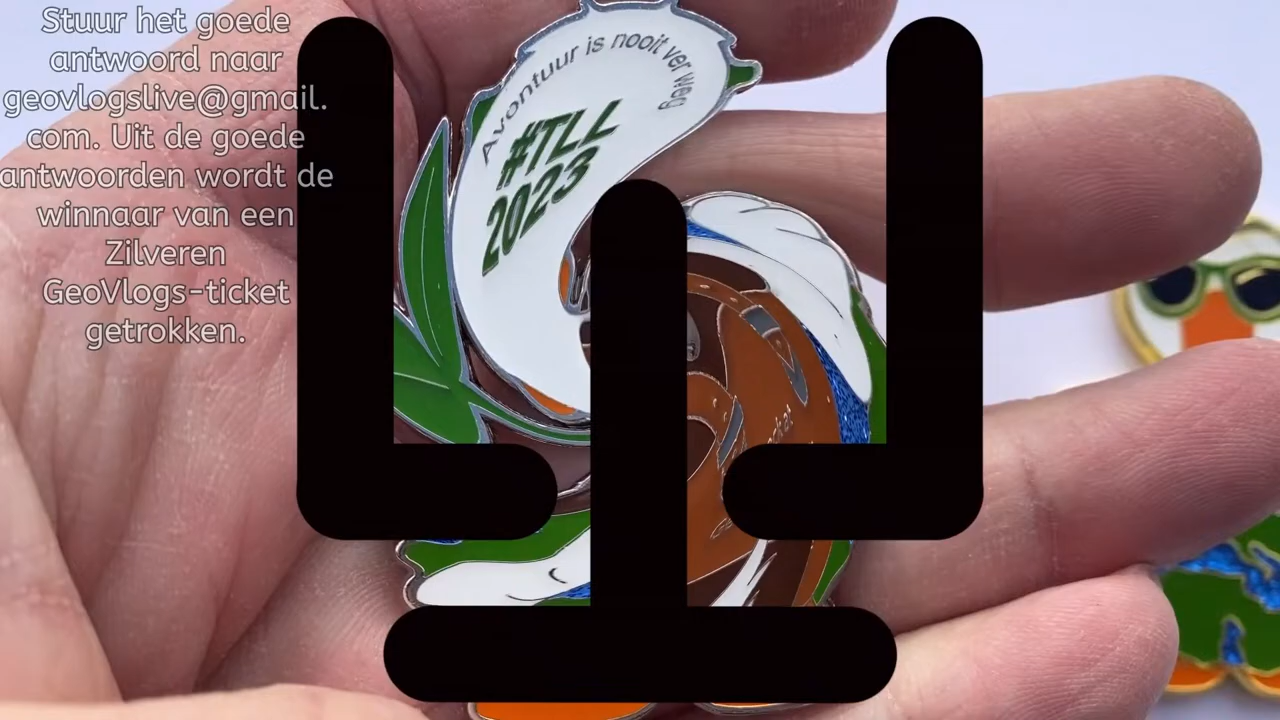 Stuur het goede
antwoord naar
geovlogslive@gmail.
com. Uit de goede
antwoorden wordt de
winnaar van een
Zilveren
GeoVlogs-ticket
getrokken.
Avontuur is nooit ver weg
#TLL
2023